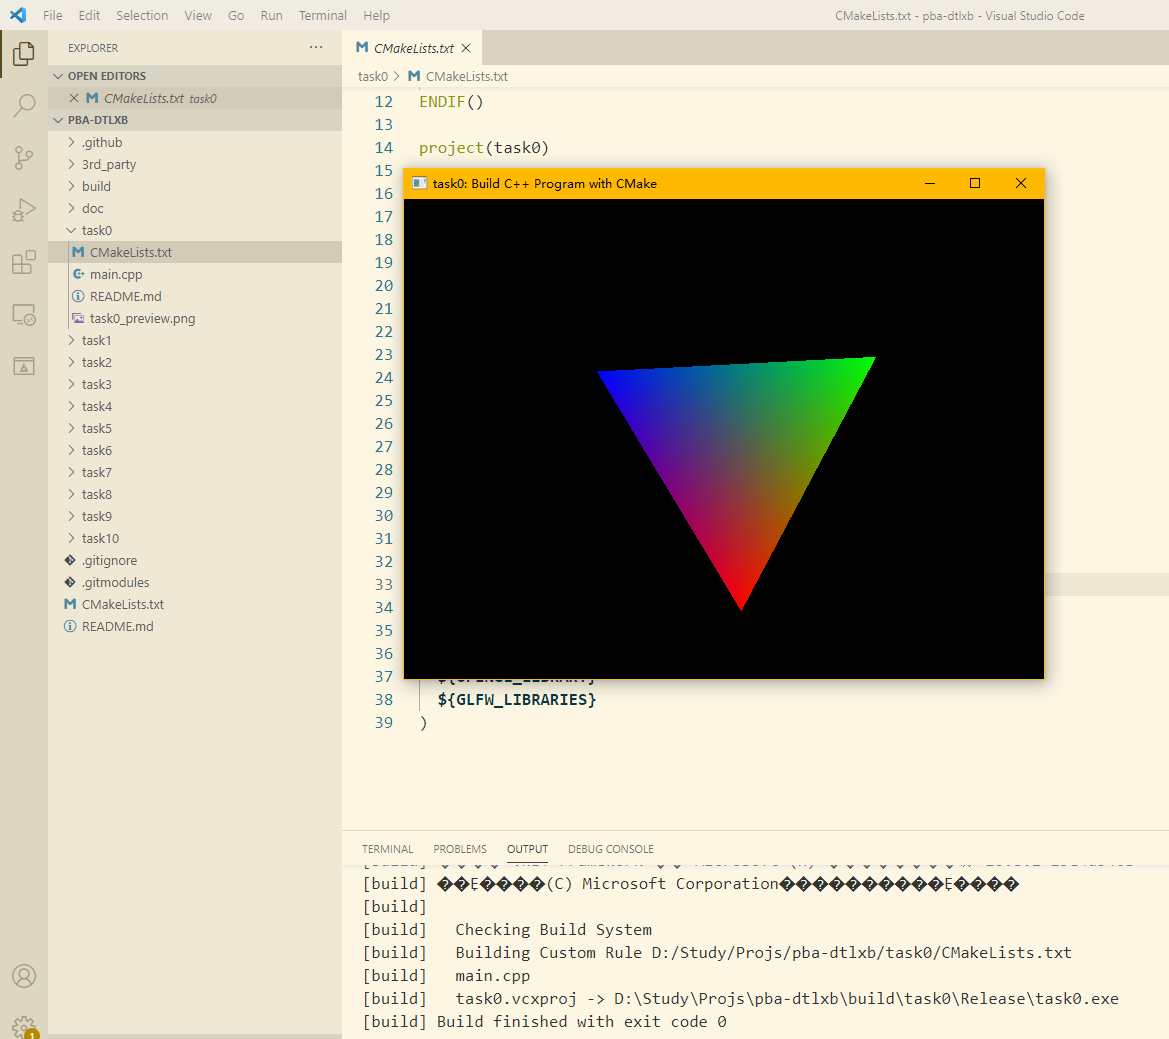 File Edit Selection View Go Run Terminal Help CMakeLists.txt - pba-dtlxb - Visual Studio Code
EXPLORER
OPEN EDITORS
CMakeLists.txt task0
PBA-DTLXB
.github
3rd_party
build
doc
task0
CMakeLists.txt
main.cpp
README.md
task0_preview.png
task1
task2
task3
task4
task5
task6
task7
task8
task9
task10
.gitignore
.gitmodules
CMakeLists.txt
README.md
1
CMakeLists.txt
task0 > CMakeLists.txt
12 ENDIF()
13
14 project(task0)
15
16
17
18
19
20
21
22
23
24
25
26
27
28
29
30
31
32
33
34
35
36
37
38 ${GLFW_LIBRARIES}
39 )
task0: Build C++ Program with CMake
TERMINAL PROBLEMS OUTPUT DEBUG CONSOLE
[build] ��Ȩ����(C) Microsoft Corporation����������Ȩ����
[build]
[build] Checking Build System
[build] Building Custom Rule D:/Study/Projs/pba-dtlxb/task0/CMakeLists.txt
[build] main.cpp
[build] task0.vcxproj -> D:\Study\Projs\pba-dtlxb\build\task0\Release\task0.exe
[build] Build finished with exit code 0